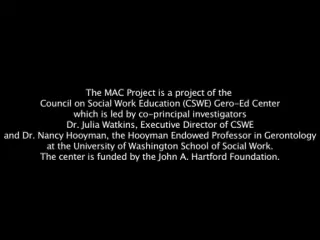 The MAC Project is a project of the
Council on Social Work Education (CSWE) Gero-Ed Center
which is led by co-principal investigators
Dr. Julia Watkins, Executive Director of CSWE
and Dr. Nancy Hooyman, the Hooyman Endowed Professor in Gerontology
at the University of Washington School of Social Work.
The center is funded by the John A. Hartford Foundation.